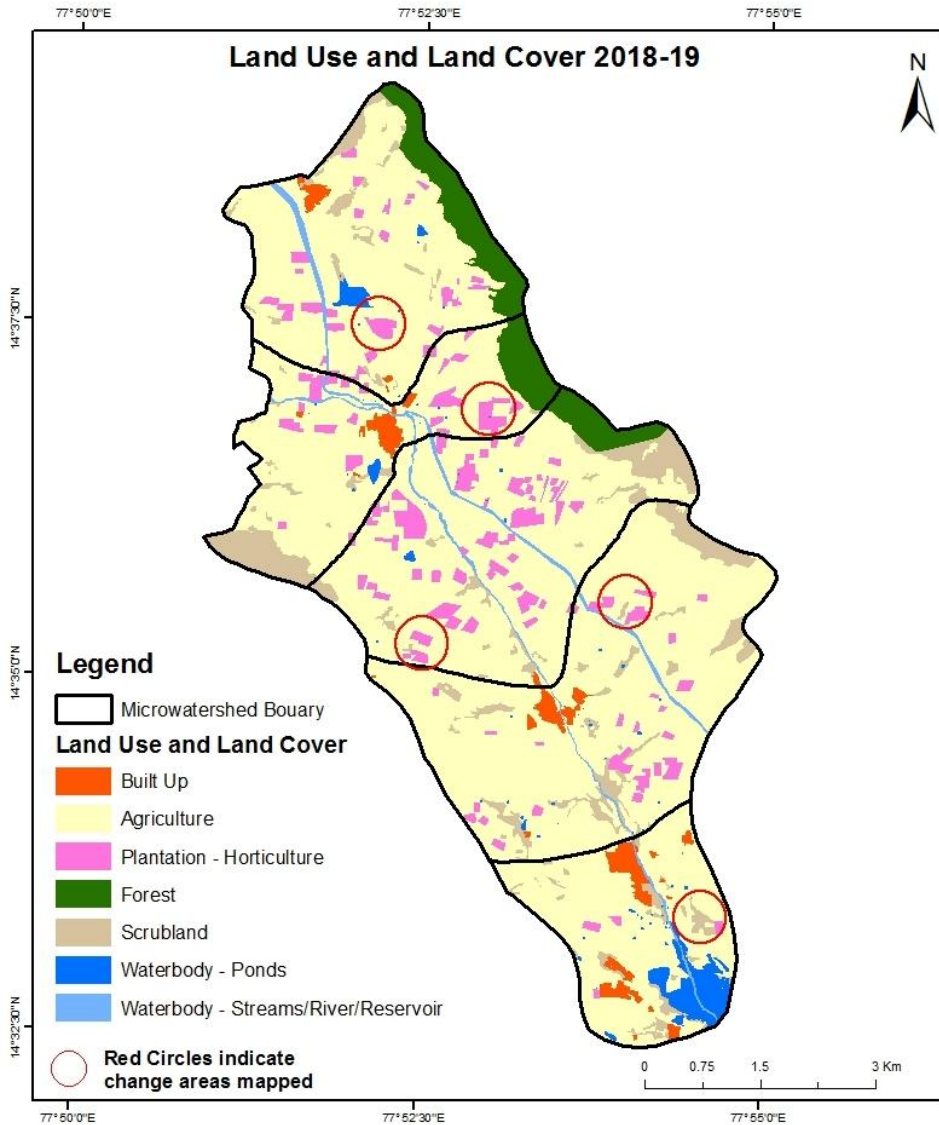 77°50'0"E 77°52'30"E 77°55'0"E
Land Use and Land Cover 2018-19
N
14°37'30"N
14°35'0"N
14°32'30"N
Legend
Microwatershed Bouary
Land Use and Land Cover
Built Up
Agriculture
Plantation - Horticulture
Forest
Scrubland
Waterbody - Ponds
Waterbody - Streams/River/Reservoir
Red Circles indicate
change areas mapped
0 0.75 1.5 3 Km
77°50'0"E 77°52'30"E 77°55'0"E